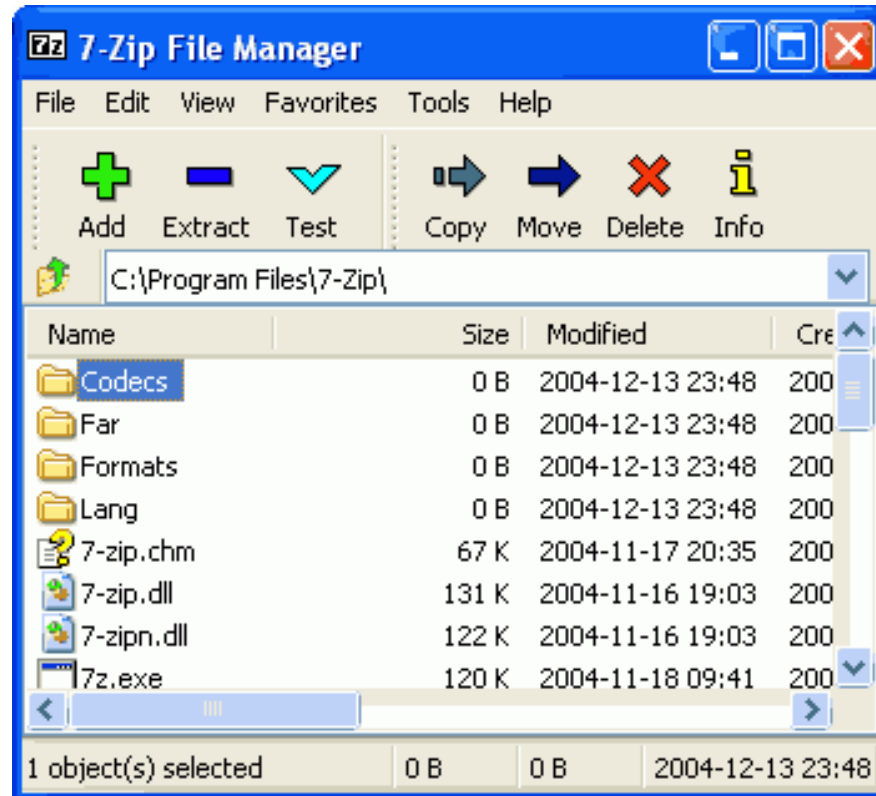 7z 7-Zip File Manager
File Edit View Favorites Tools Help
Add Extract Test Copy Move Delete Info
C:\Program Files\7-Zip\
Name Size Modified Cre
Codecs 0 B 2004-12-13 23:48 200
Far 0 B 2004-12-13 23:48 200
Formats 0 B 2004-12-13 23:48 200
Lang 0 B 2004-12-13 23:48 200
7-zip.chm 67 K 2004-11-17 20:35 200
7-zip.dll 131 K 2004-11-16 19:03 200
7-zipn.dll 122 K 2004-11-16 19:03 200
7z.exe 120 K 2004-11-18 09:41 200
1 object(s) selected 0 B 0 B 2004-12-13 23:48